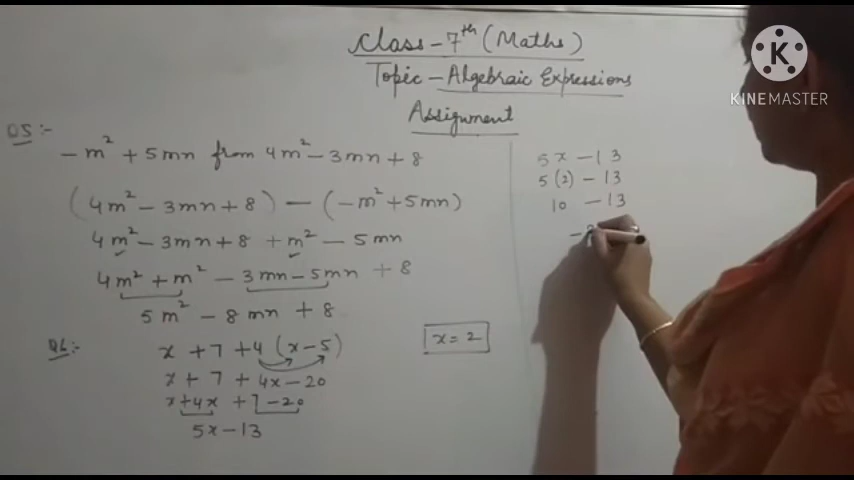 Class - 7th (Maths)
Topic - Algebraic Expressions
Assignment
Q5:-
- m² + 5mn from 4m² - 3mn + 8
(4m² - 3mn + 8) - (-m² + 5mn)
4m² - 3mn + 8 + m² - 5mn
4m² + m² - 3mn - 5mn + 8
5m² - 8mn + 8
Q6:-
x + 7 + 4 (x - 5)
x + 7 + 4x - 20
x + 4x + 7 - 20
5x - 13
x = 2
5x - 13
5(2) - 13
10 - 13
KINEMASTER